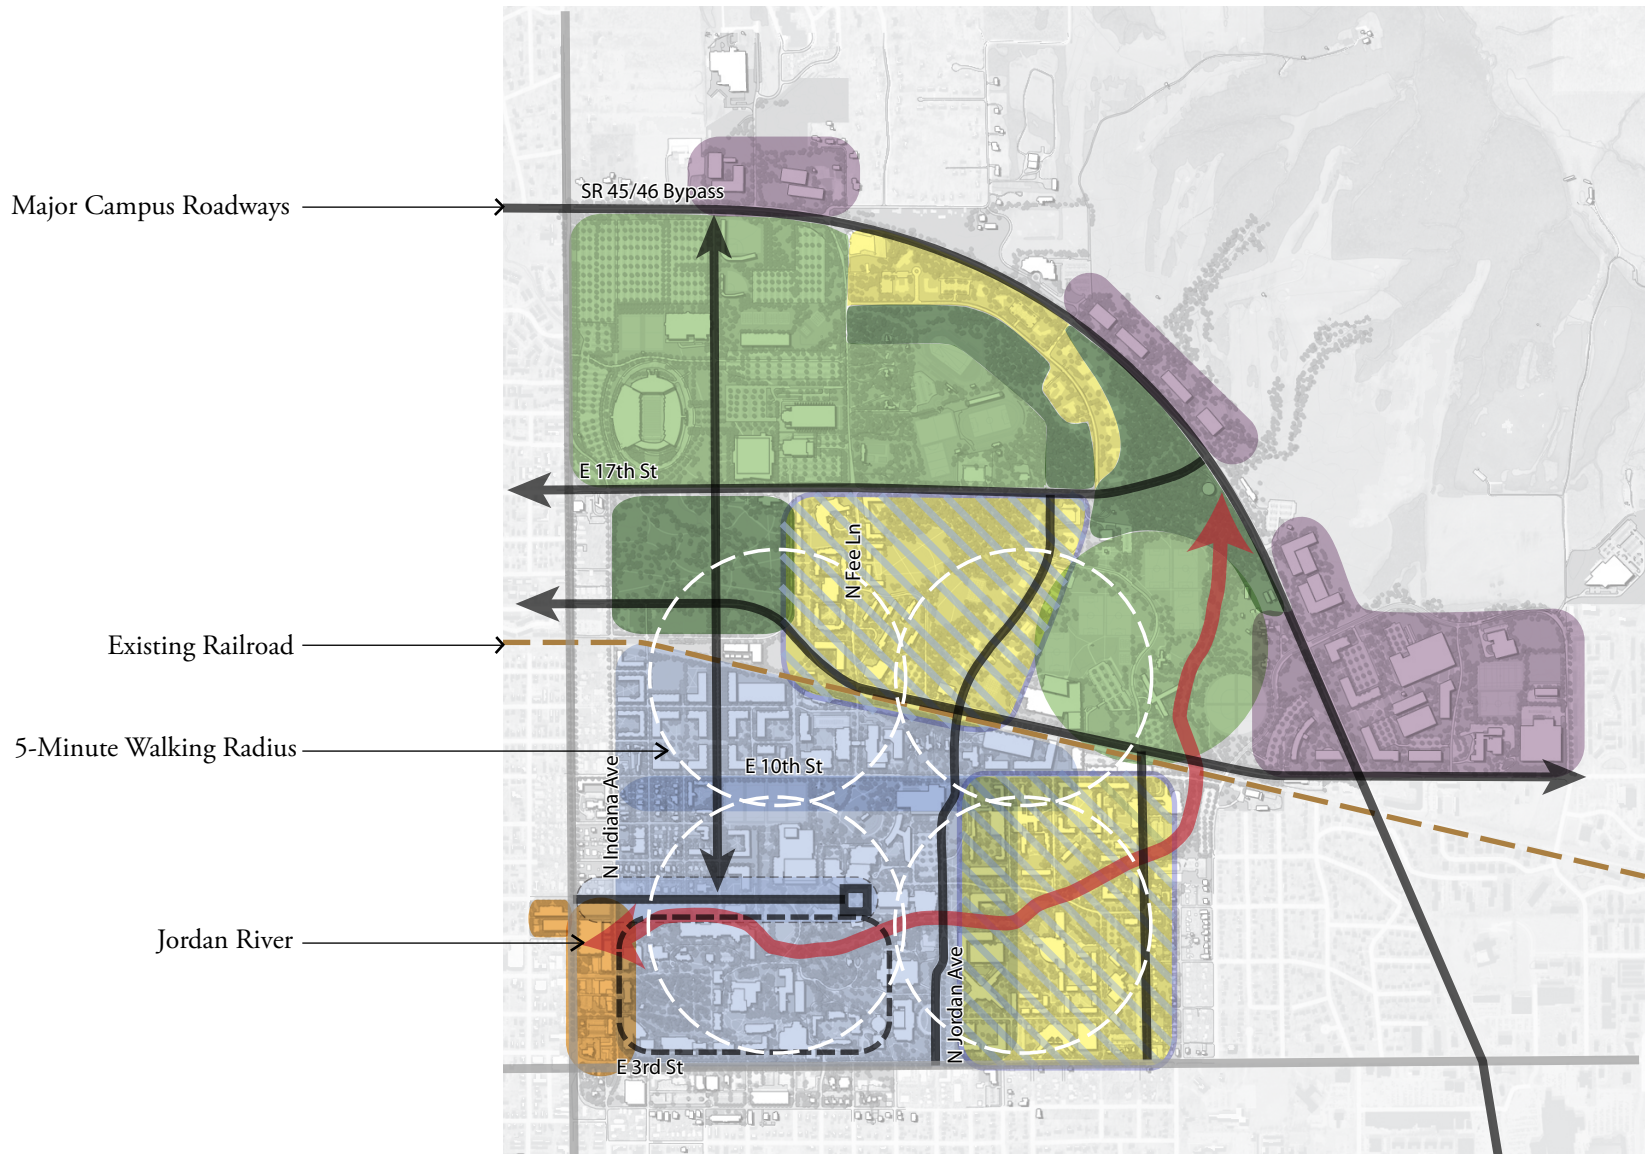 SR 45/46 Bypass
Major Campus Roadways
E 17th St
N Fee Ln
Existing Railroad
5-Minute Walking Radius
E 10th St
N Indiana Ave
Jordan River
N Jordan Ave
E 3rd St